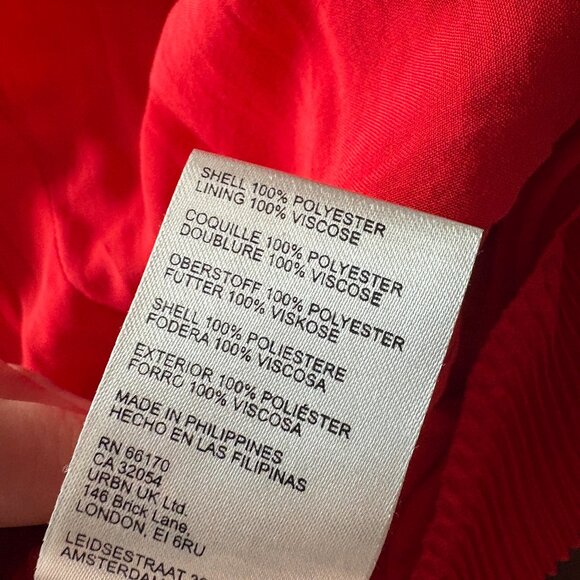 SHELL 100% POLYESTER
LINING 100% VISCOSE
COQUILLE 100% POLYESTER
DOUBLURE 100% VISCOSE
OBERSTOFF 100% POLYESTER
FUTTER 100% VISKOSE
SHELL 100% POLIESTERE
FODERA 100% VISCOSA
EXTERIOR 100% POLIÉSTER
FORRO 100% VISCOSA
MADE IN PHILIPPINES
HECHO EN LAS FILIPINAS
RN 66170
CA 32054
URBN UK Ltd.
146 Brick Lane,
LONDON, E1 6RU
LEIDSESTRAAT
AMSTERDAM